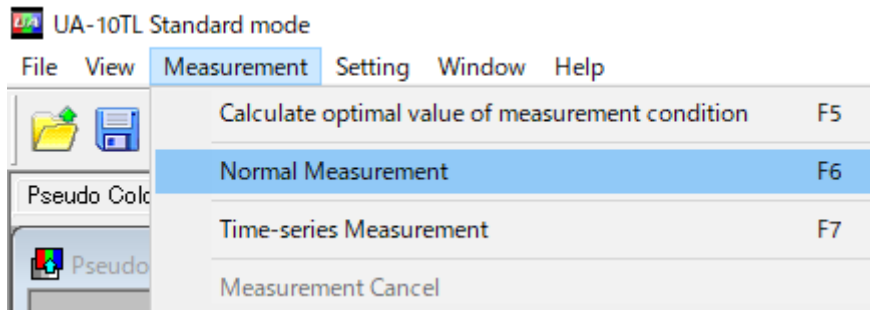 UA-10TL Standard mode
File View Measurement Setting Window Help
Calculate optimal value of measurement condition F5
Normal Measurement F6
Pseudo Colo
Time-series Measurement F7
Pseudo
Measurement Cancel